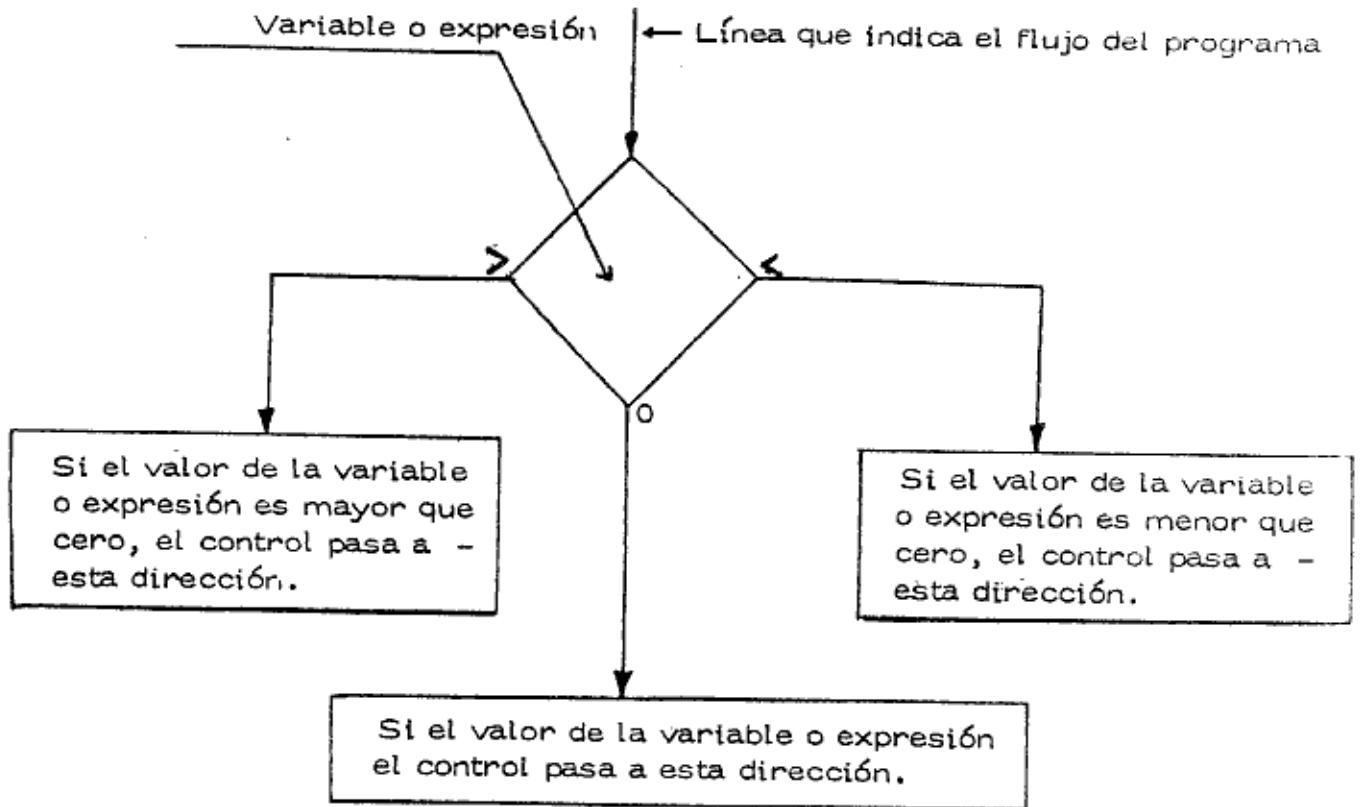 Variable o expresión
← Línea que indica el flujo del programa
>
<
0
Si el valor de la variable
o expresión es mayor que
cero, el control pasa a -
esta dirección.
Si el valor de la variable
o expresión es menor que
cero, el control pasa a -
esta dirección.
Si el valor de la variable o expresión
el control pasa a esta dirección.